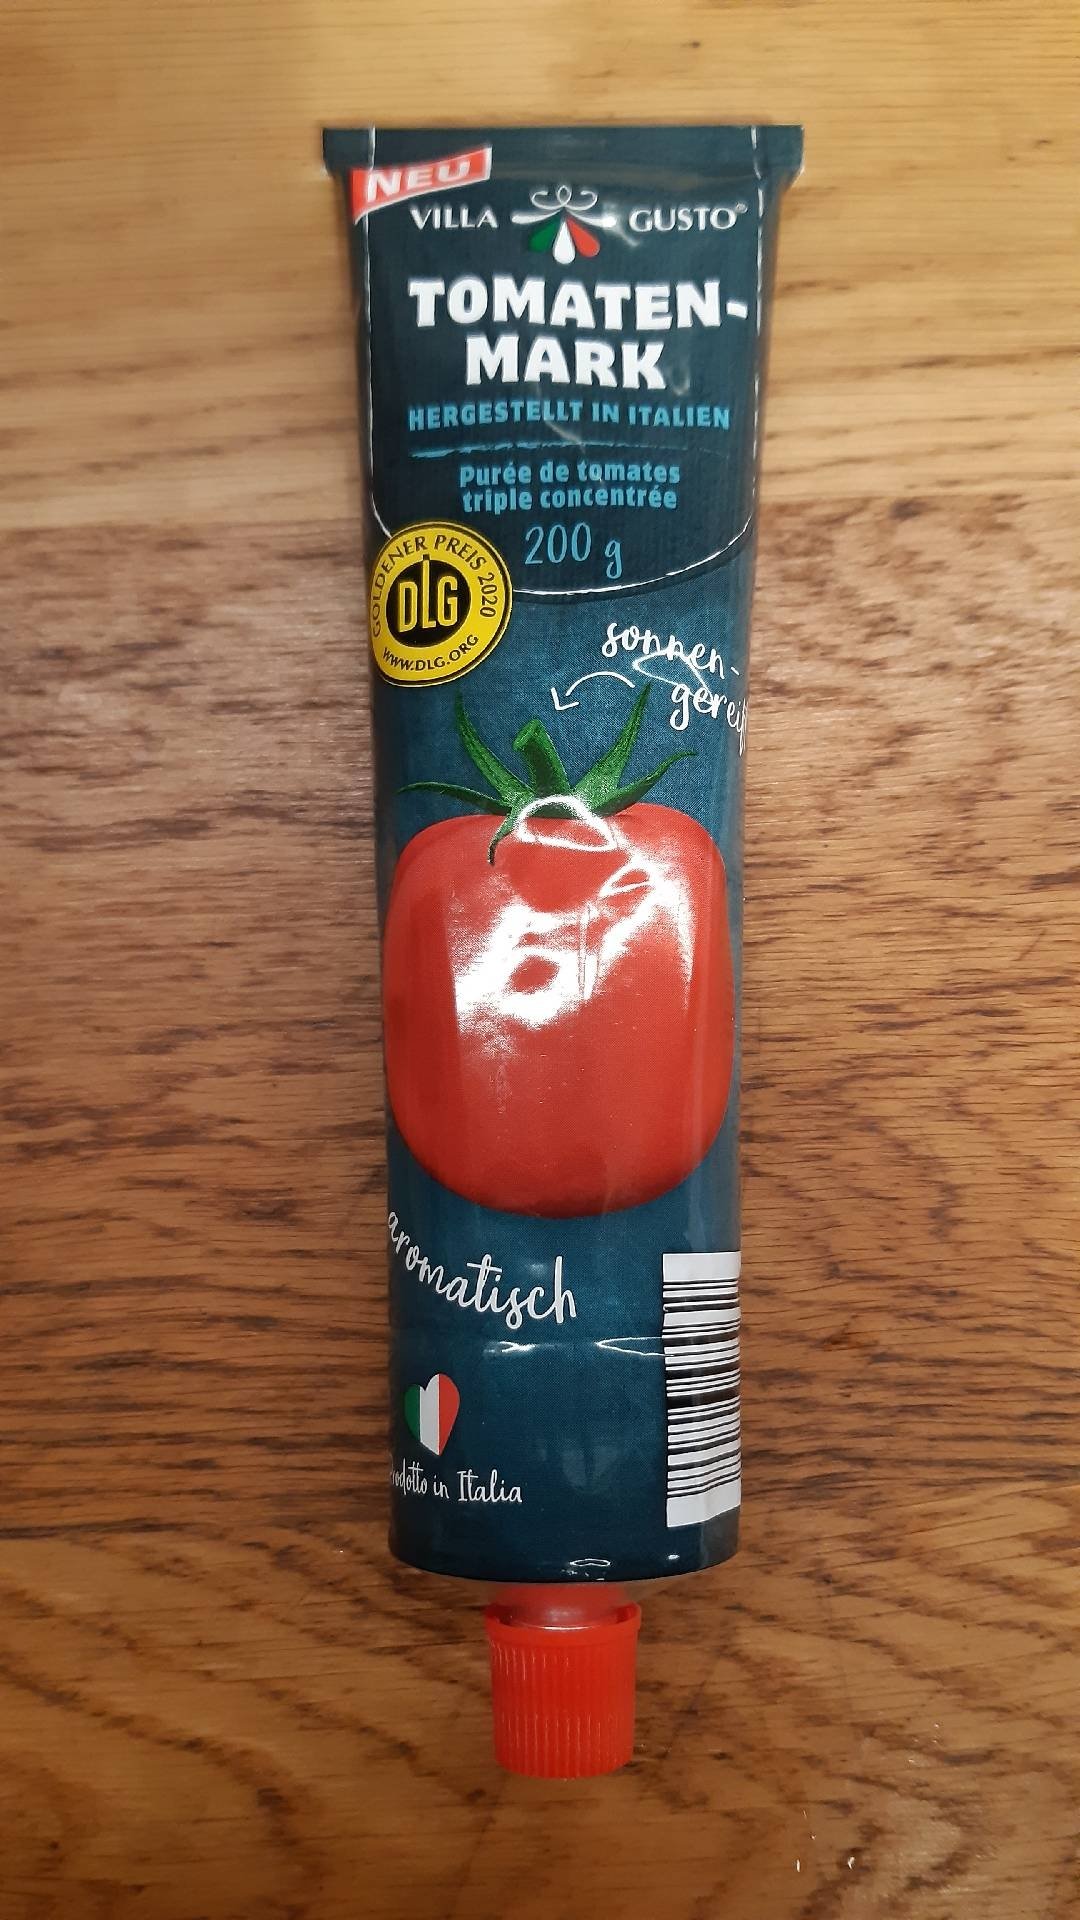 NEU
VILLA GUSTO®
TOMATEN-
MARK
HERGESTELLT IN ITALIEN
Purée de tomates
triple concentrée
200 g
GOLDENER PREIS 2020
DLG
WWW.DLG.ORG
sonnen-
aromatisch
in Italia